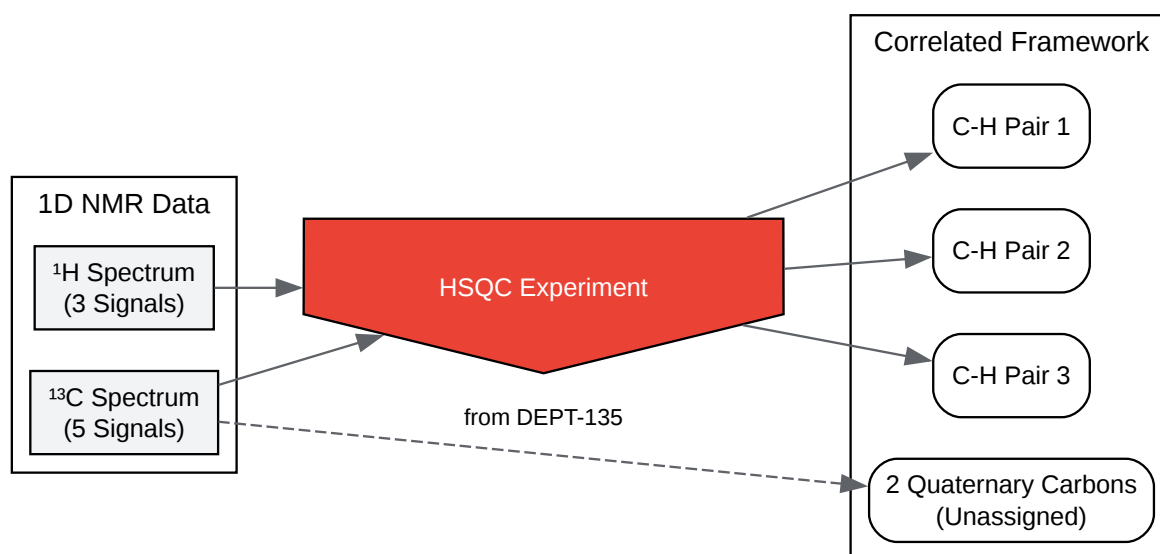 1D NMR Data
¹H Spectrum
(3 Signals)
¹³C Spectrum
(5 Signals)
HSQC Experiment
from DEPT-135
Correlated Framework
C-H Pair 1
C-H Pair 2
C-H Pair 3
2 Quaternary Carbons
(Unassigned)